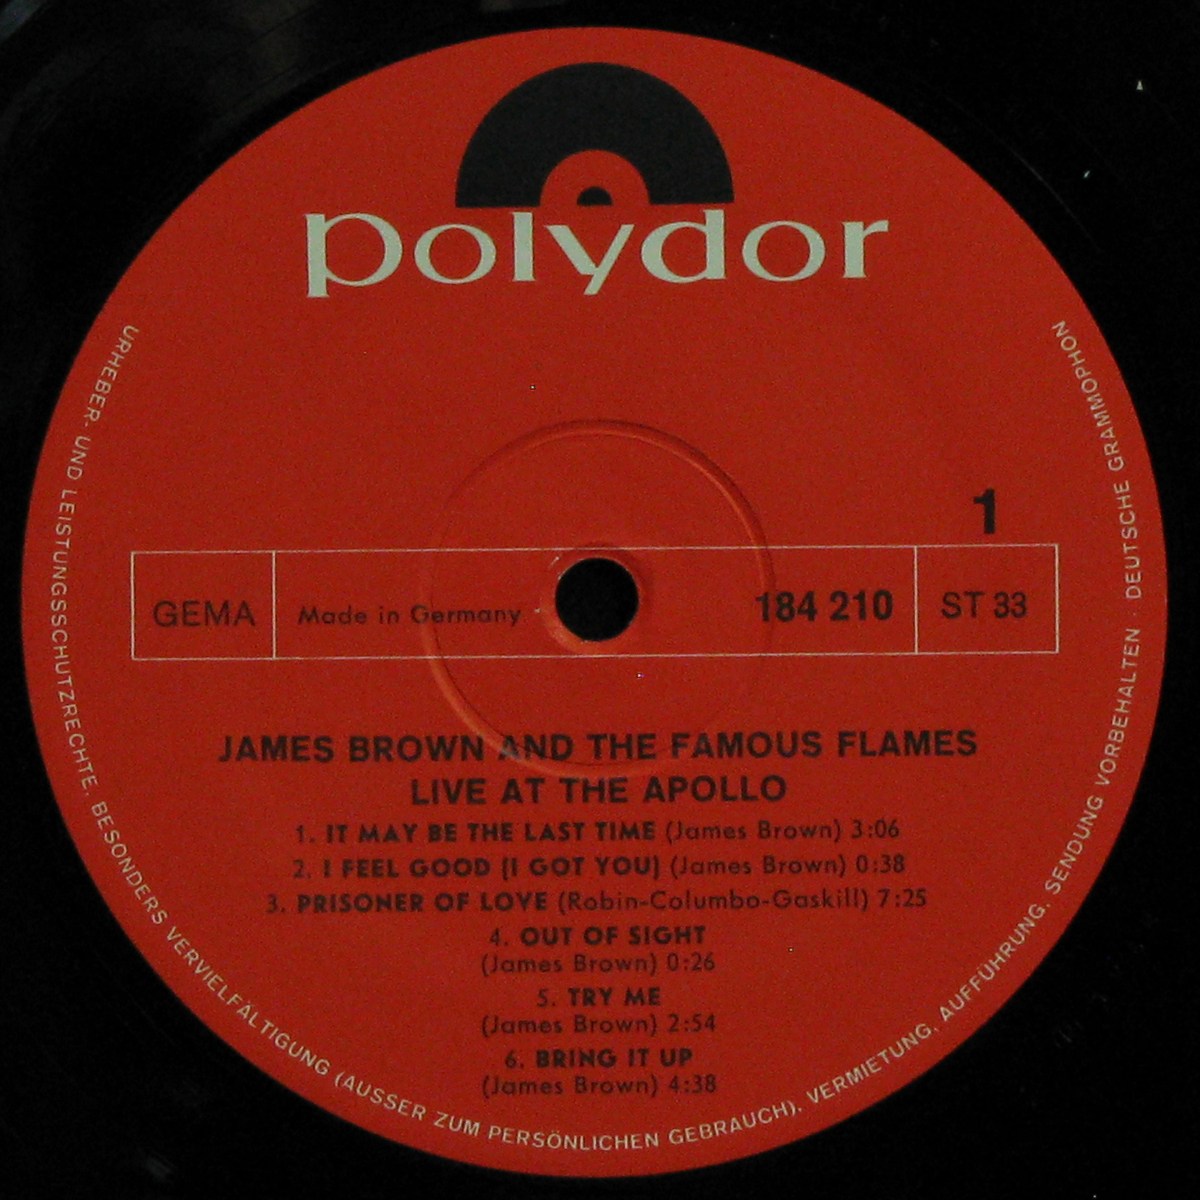 polydor
1
GEMA
Made in Germany
184 210
ST 33
JAMES BROWN AND THE FAMOUS FLAMES
LIVE AT THE APOLLO
1. IT MAY BE THE LAST TIME (James Brown) 3:06
2. I FEEL GOOD (I GOT YOU) (James Brown) 0:38
3. PRISONER OF LOVE (Robin-Columbo-Gaskill) 7:25
4. OUT OF SIGHT
(James Brown) 0:26
5. TRY ME
(James Brown) 2:54
6. BRING IT UP
(James Brown) 4:38
URHEBER- UND LEISTUNGSSCHUTZRECHTE, BESONDERS VERVIELFÄLTIGUNG (AUSSER ZUM PERSÖNLICHEN GEBRAUCH), VERMIETUNG, AUFFÜHRUNG, SENDUNG VORBEHALTEN · DEUTSCHE GRAMMOPHON